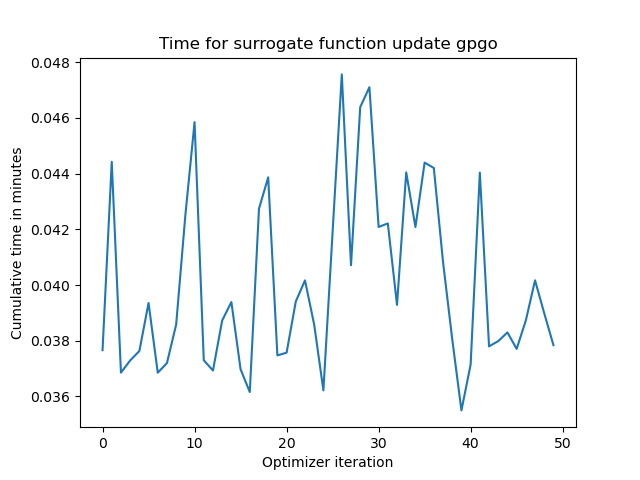 Time for surrogate function update gpgo
0.048
0.046
0.044
0.042
0.040
0.038
0.036
Cumulative time in minutes
0 10 20 30 40 50
Optimizer iteration